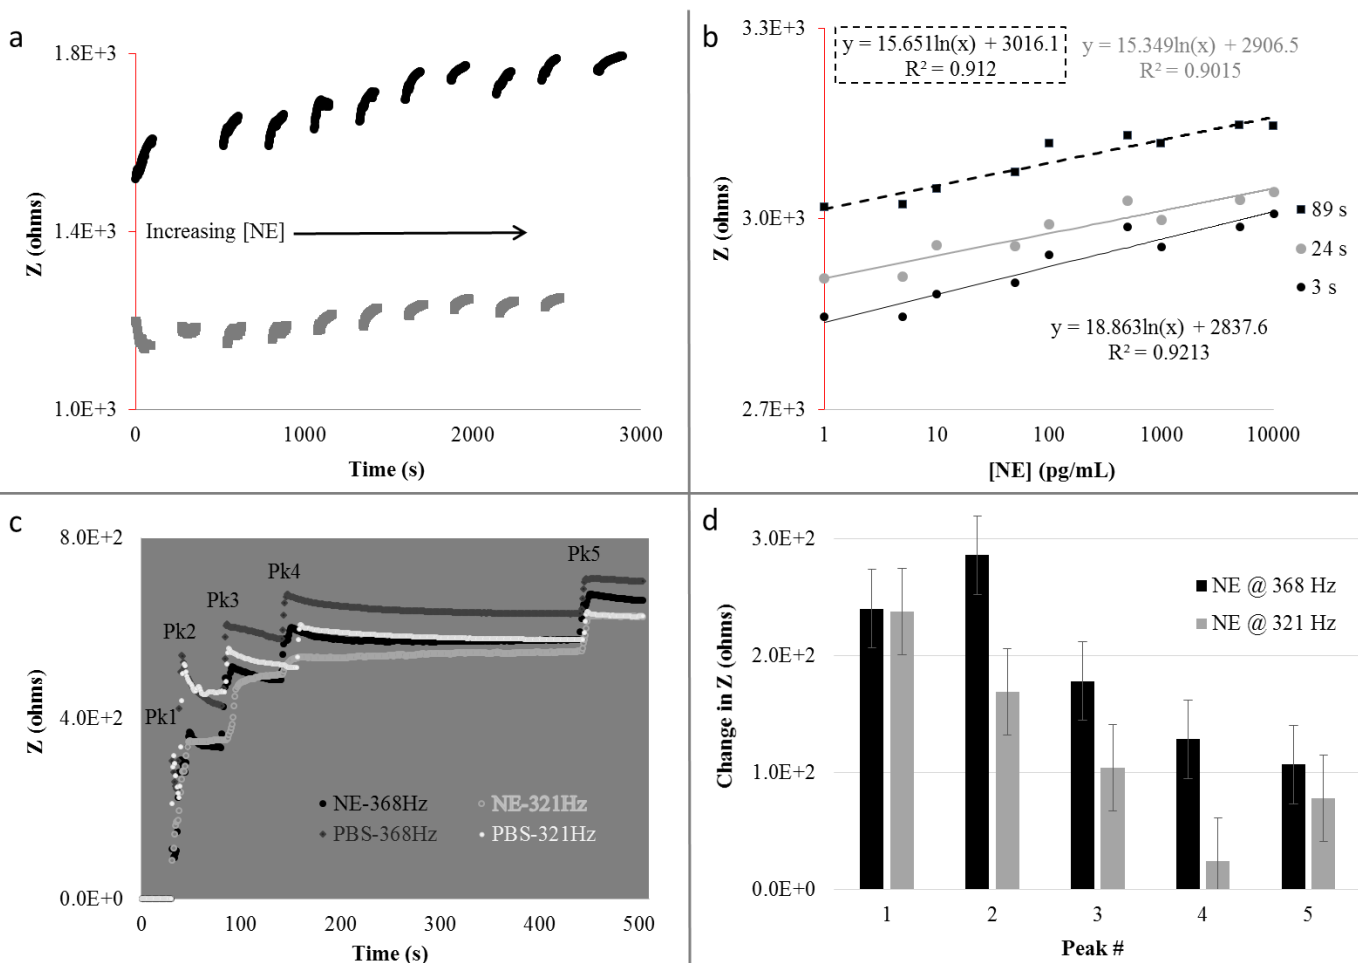 a
1.8E+3
1.4E+3
1.0E+3
Z (ohms)
Increasing [NE]
0
1000
2000
3000
Time (s)
b
3.3E+3
3.0E+3
2.7E+3
Z (ohms)
y = 15.651ln(x) + 3016.1
R² = 0.912
y = 15.349ln(x) + 2906.5
R² = 0.9015
89 s
24 s
3 s
y = 18.863ln(x) + 2837.6
R² = 0.9213
1
10
100
1000
10000
[NE] (pg/mL)
c
8.0E+2
4.0E+2
0.0E+0
Z (ohms)
Pk1
Pk2
Pk3
Pk4
Pk5
NE-368Hz
NE-321Hz
PBS-368Hz
PBS-321Hz
0
100
200
300
400
500
Time (s)
d
3.0E+2
2.0E+2
1.0E+2
0.0E+0
Change in Z (ohms)
NE @ 368 Hz
NE @ 321 Hz
1
2
3
4
5
Peak #